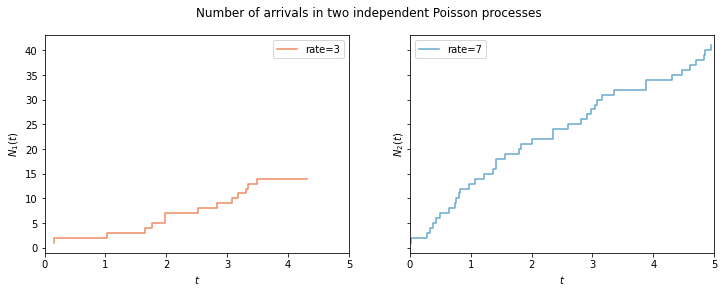 Number of arrivals in two independent Poisson processes
rate=3
N₁(t)
40
35
30
25
20
15
10
5
0
0 1 2 3 4 5
t
rate=7
N₂(t)
0 1 2 3 4 5
t